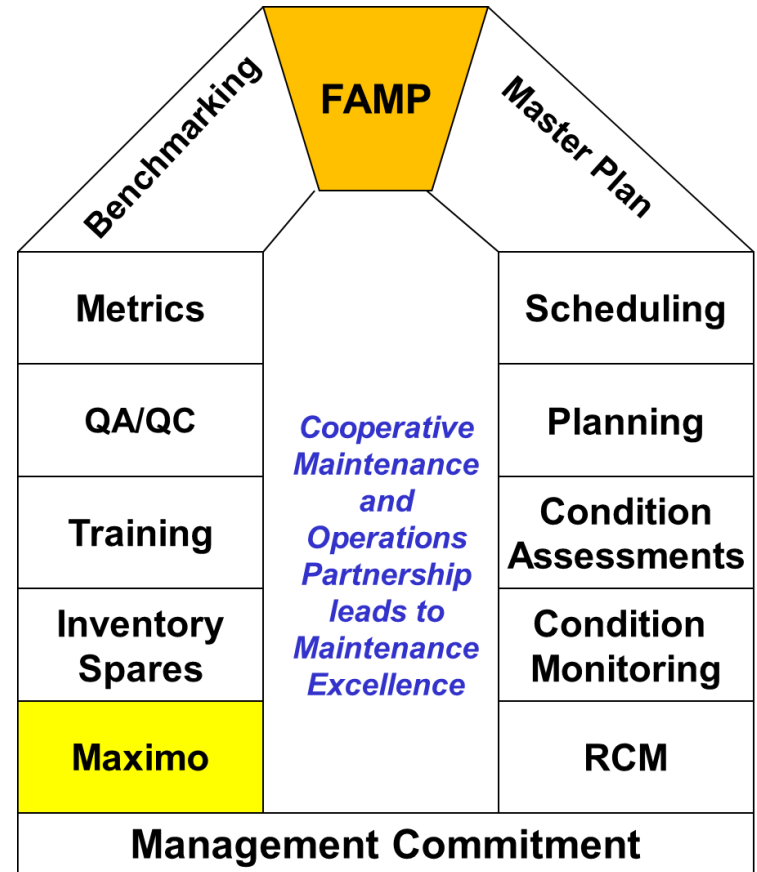 FAMP
Benchmarking
Master Plan
Metrics
QA/QC
Training
Inventory
Spares
Maximo
Cooperative
Maintenance
and
Operations
Partnership
leads to
Maintenance
Excellence
Scheduling
Planning
Condition
Assessments
Condition
Monitoring
RCM
Management Commitment